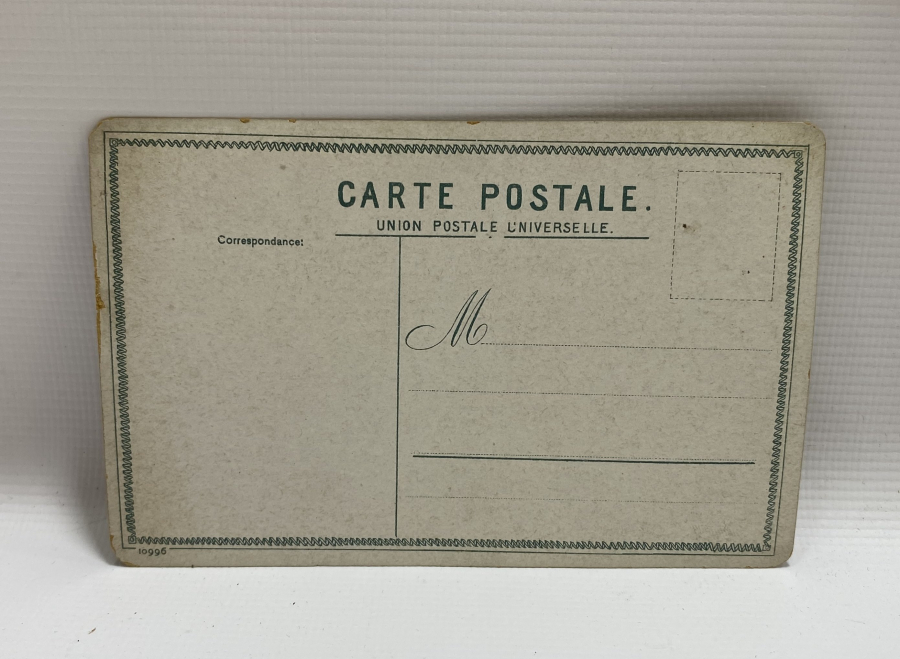 CARTE POSTALE.
UNION POSTALE UNIVERSELLE.
Correspondance:
M
10996